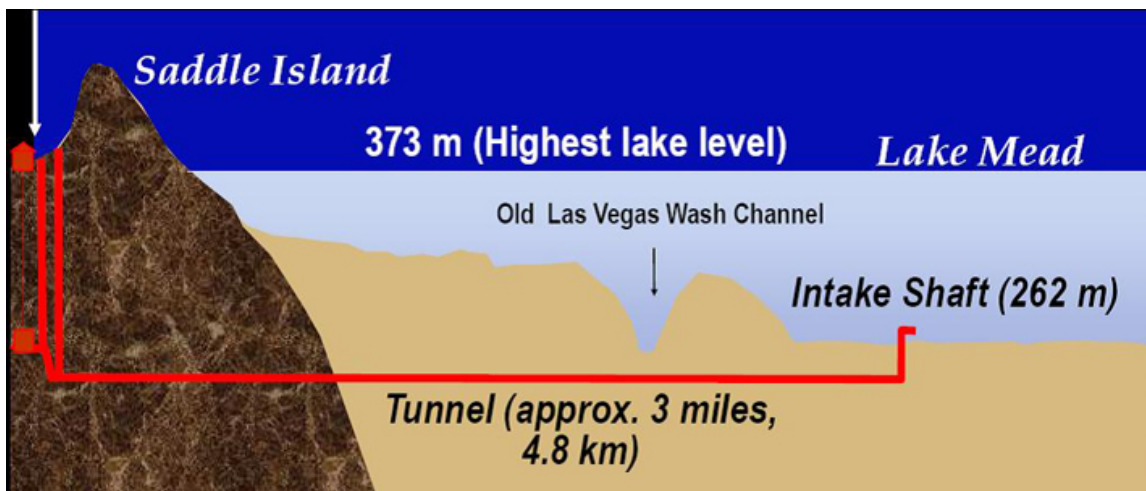 Saddle Island
373 m (Highest lake level)
Lake Mead
Old Las Vegas Wash Channel
Intake Shaft (262 m)
Tunnel (approx. 3 miles,
4.8 km)